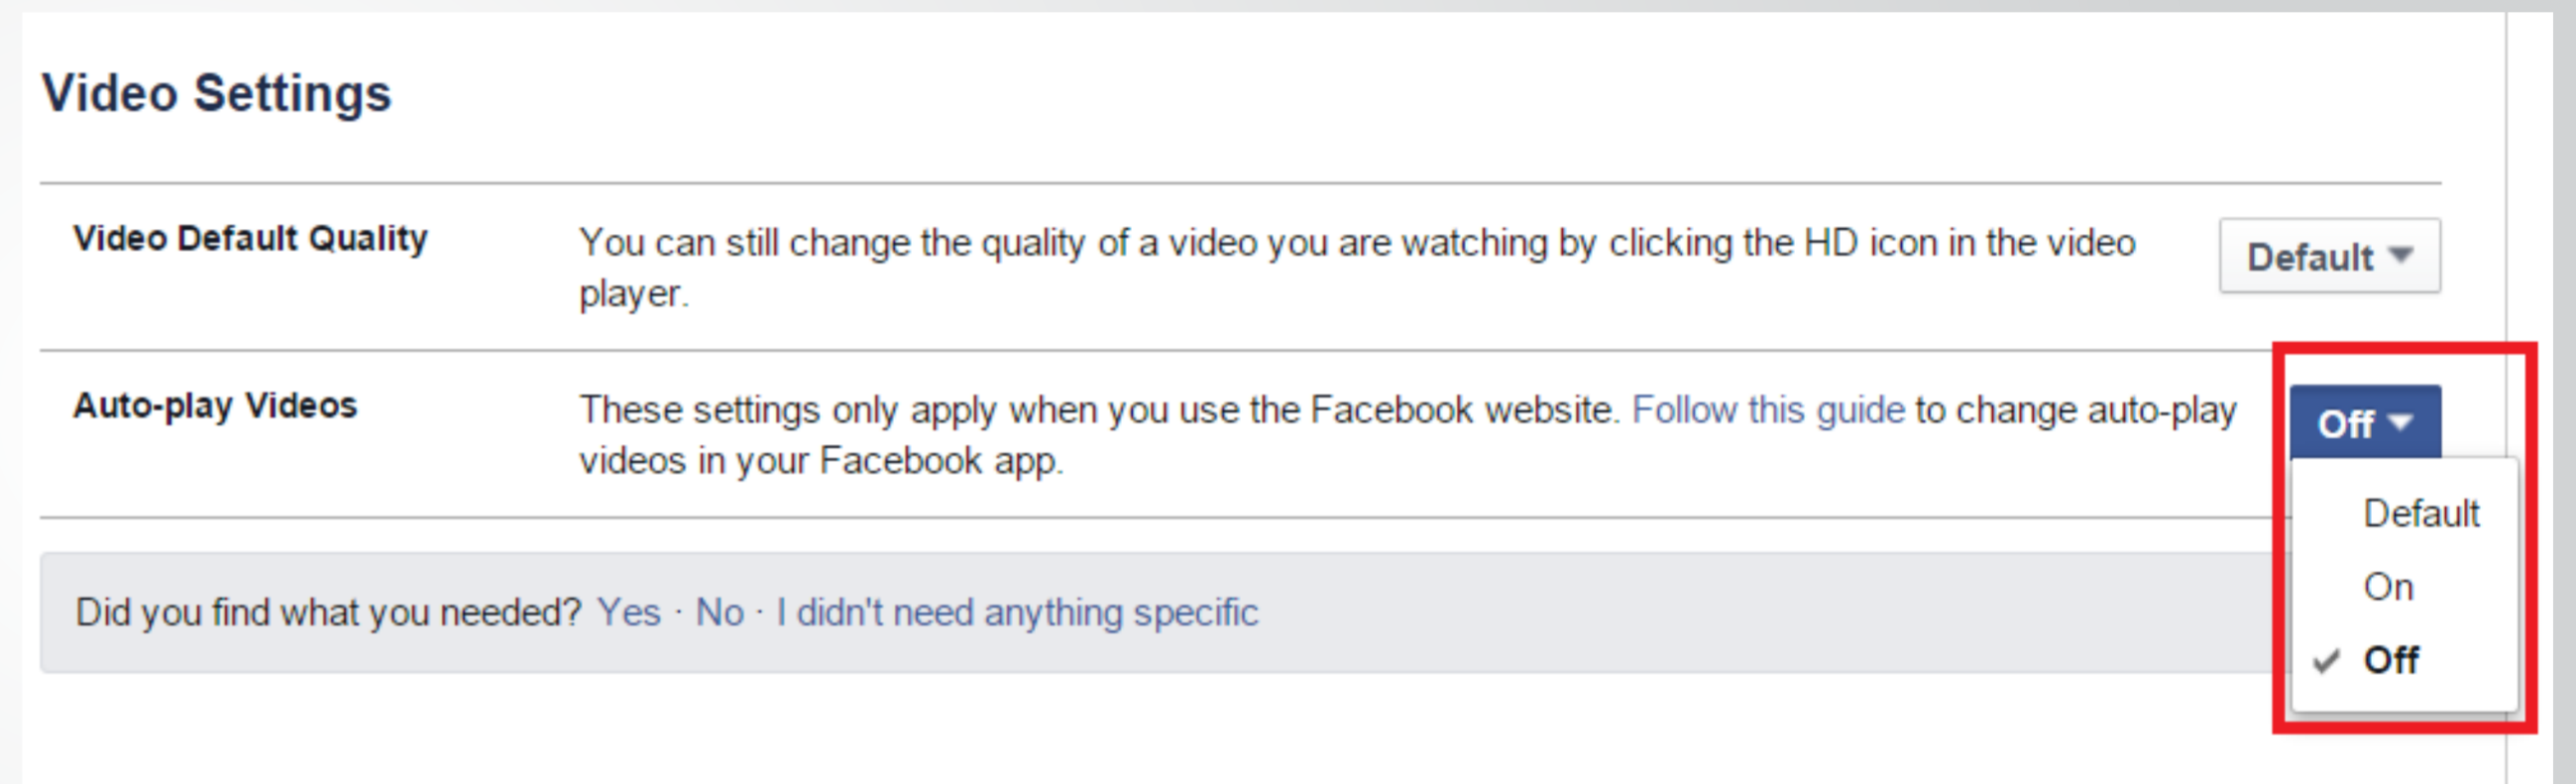 Video Settings
Video Default Quality
You can still change the quality of a video you are watching by clicking the HD icon in the video
player.
Default
Auto-play Videos
These settings only apply when you use the Facebook website. Follow this guide to change auto-play
videos in your Facebook app.
Off
Default
On
Off
Did you find what you needed? Yes · No · I didn't need anything specific